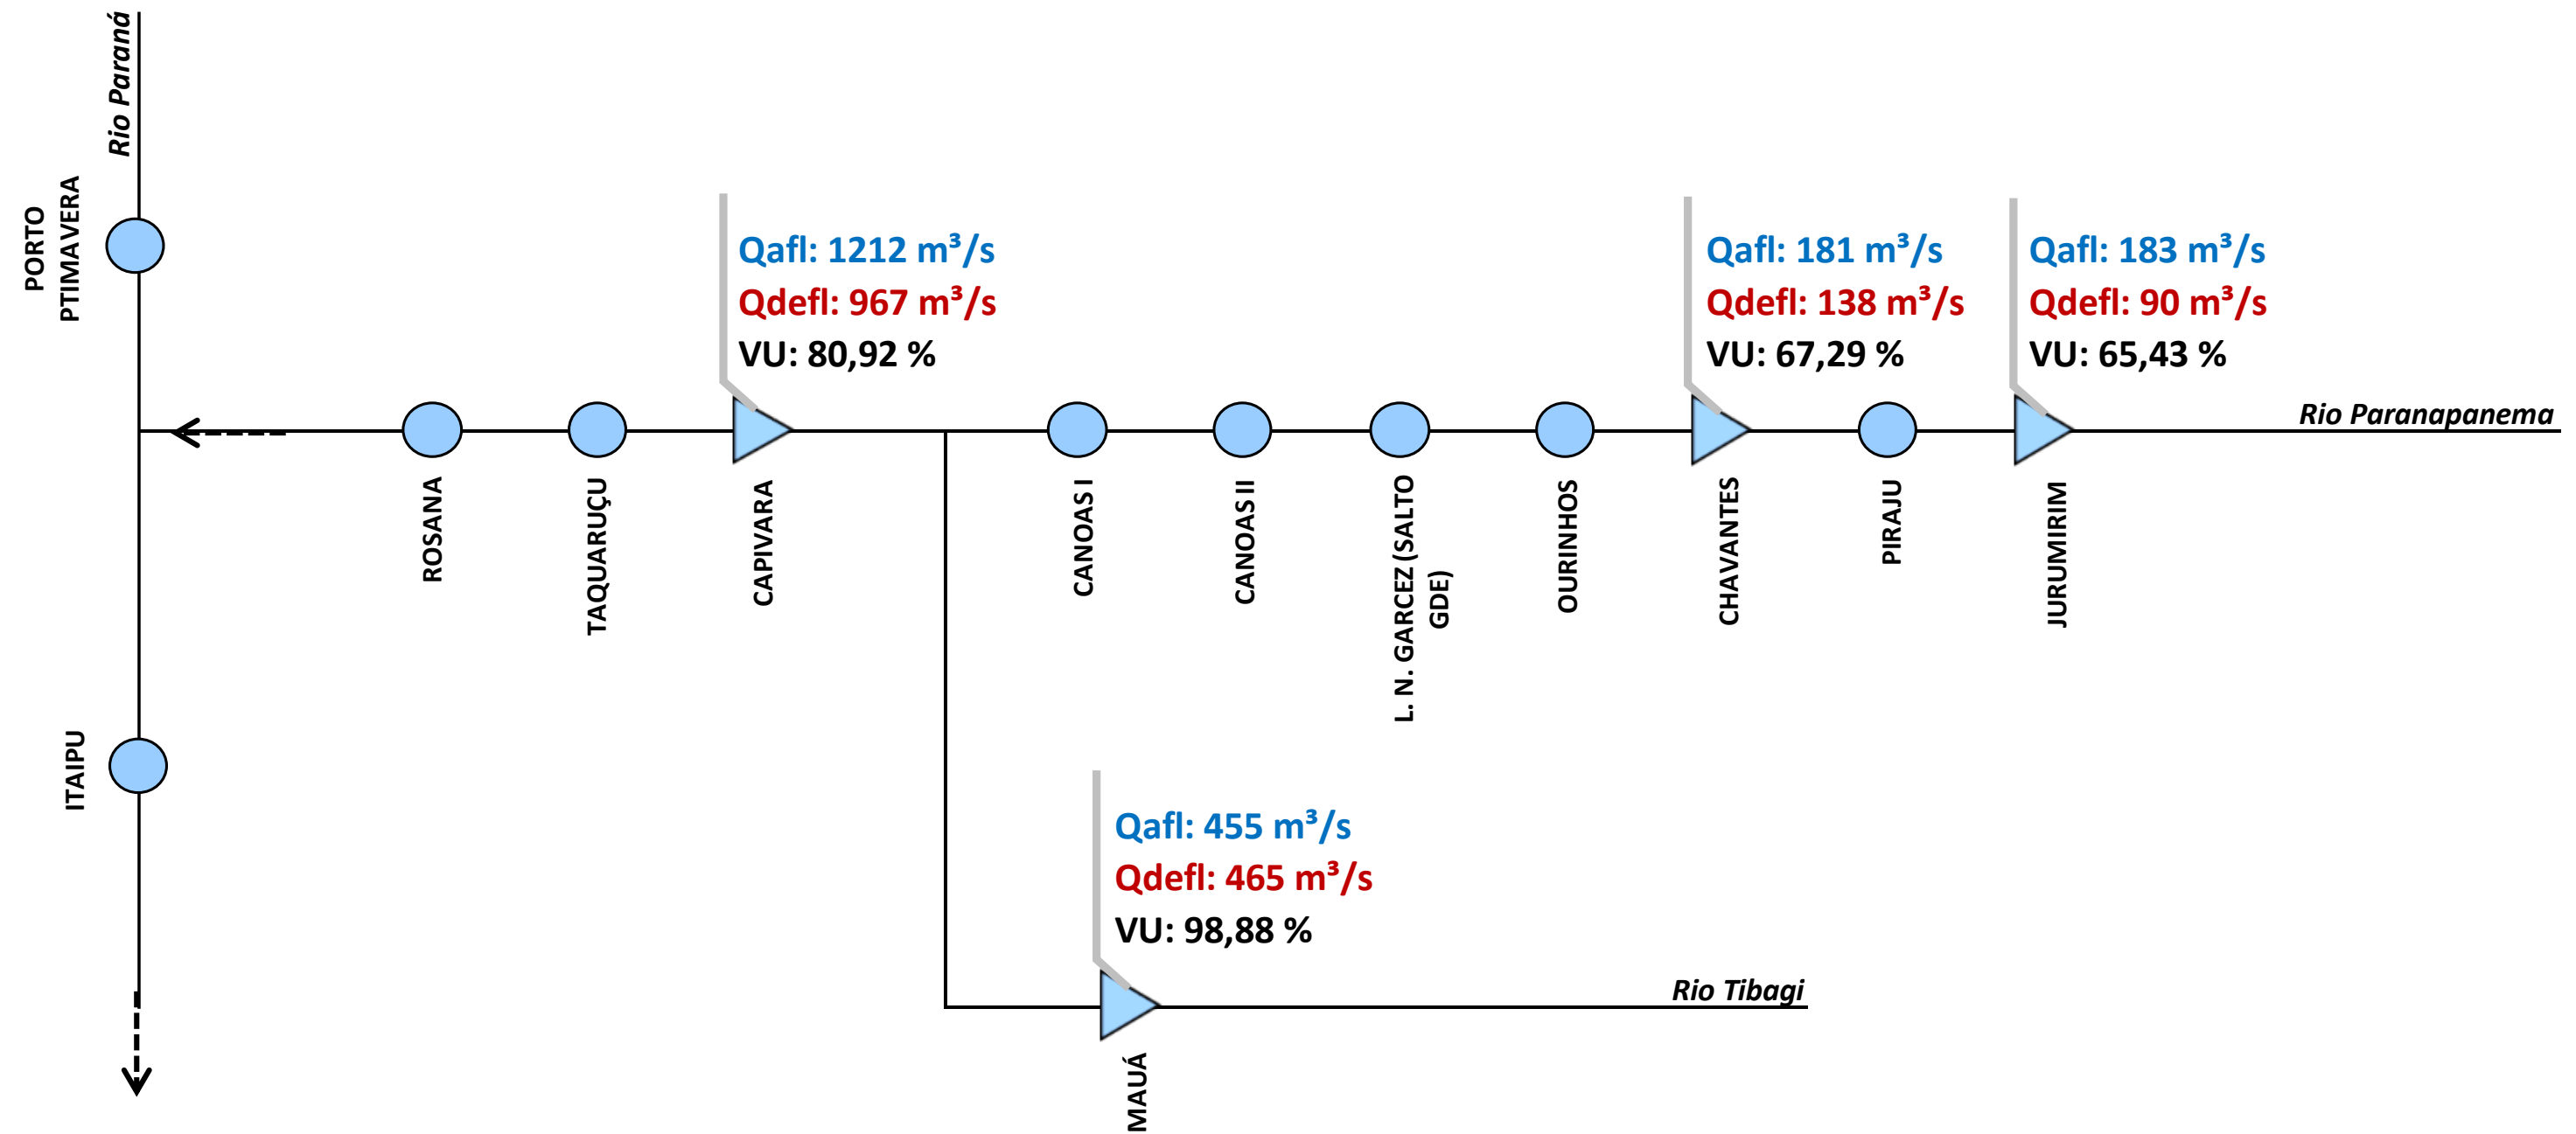 Rio Paraná
PORTO
PTIMAVERA
Qafl: 1212 m³/s
Qdefl: 967 m³/s
VU: 80,92 %
Qafl: 181 m³/s
Qdefl: 138 m³/s
VU: 67,29 %
Qafl: 183 m³/s
Qdefl: 90 m³/s
VU: 65,43 %
Rio Paranapanema
ROSANA
TAQUARUÇU
CAPIVARA
CANOAS I
CANOAS II
L. N. GARCEZ (SALTO
GDE)
OURINHOS
CHAVANTES
PIRAJU
JURUMIRIM
ITAIPU
Qafl: 455 m³/s
Qdefl: 465 m³/s
VU: 98,88 %
Rio Tibagi
MAUÁ